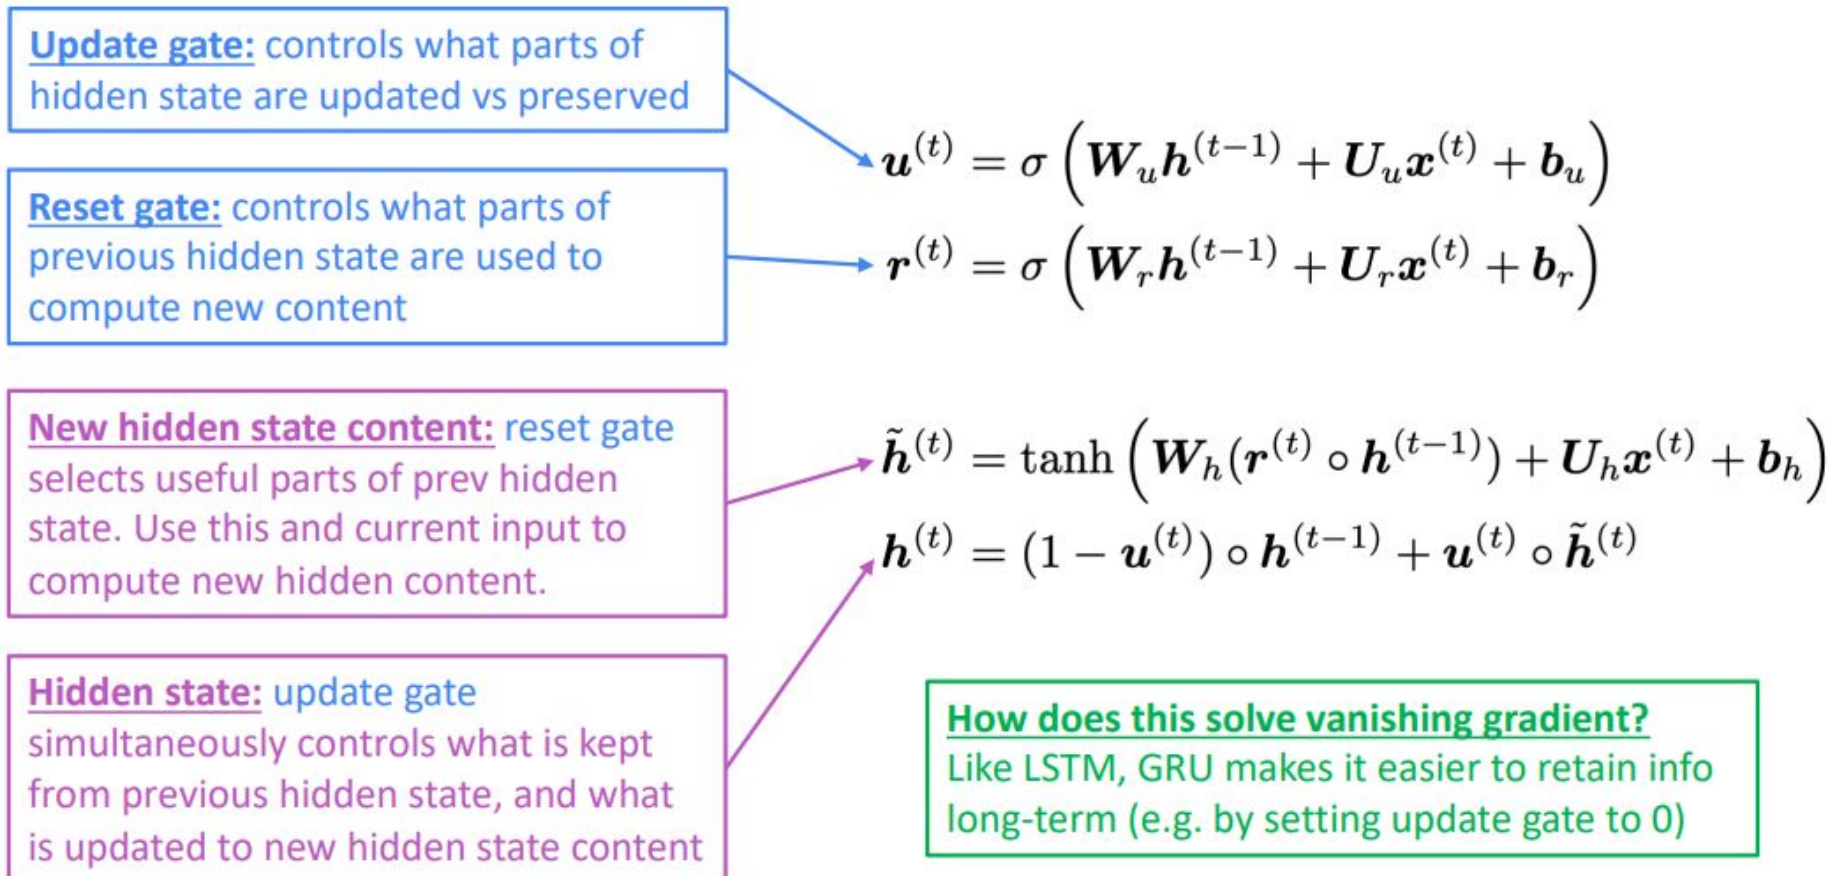 Update gate: controls what parts of
hidden state are updated vs preserved
Reset gate: controls what parts of
previous hidden state are used to
compute new content
New hidden state content: reset gate
selects useful parts of prev hidden
state. Use this and current input to
compute new hidden content.
Hidden state: update gate
simultaneously controls what is kept
from previous hidden state, and what
is updated to new hidden state content
u^{(t)} = σ (W_u h^{(t−1)} + U_u x^{(t)} + b_u)
r^{(t)} = σ (W_r h^{(t−1)} + U_r x^{(t)} + b_r)
h̃^{(t)} = tanh (W_h(r^{(t)} ∘ h^{(t−1)}) + U_h x^{(t)} + b_h)
h^{(t)} = (1 − u^{(t)}) ∘ h^{(t−1)} + u^{(t)} ∘ h̃^{(t)}
How does this solve vanishing gradient?
Like LSTM, GRU makes it easier to retain info
long-term (e.g. by setting update gate to 0)